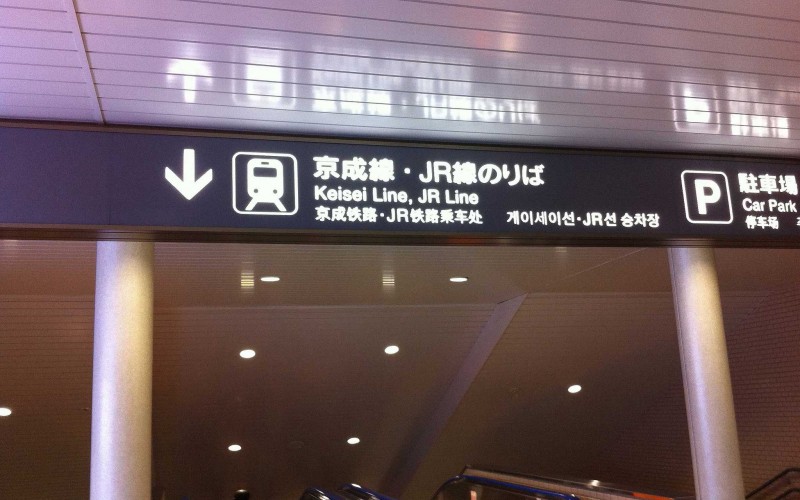 京成線・JR線のりば
Keisei Line, JR Line
京成铁路・JR铁路乘车处 게이세이선・JR선 승차장
P 駐車場
Car Park
停车场